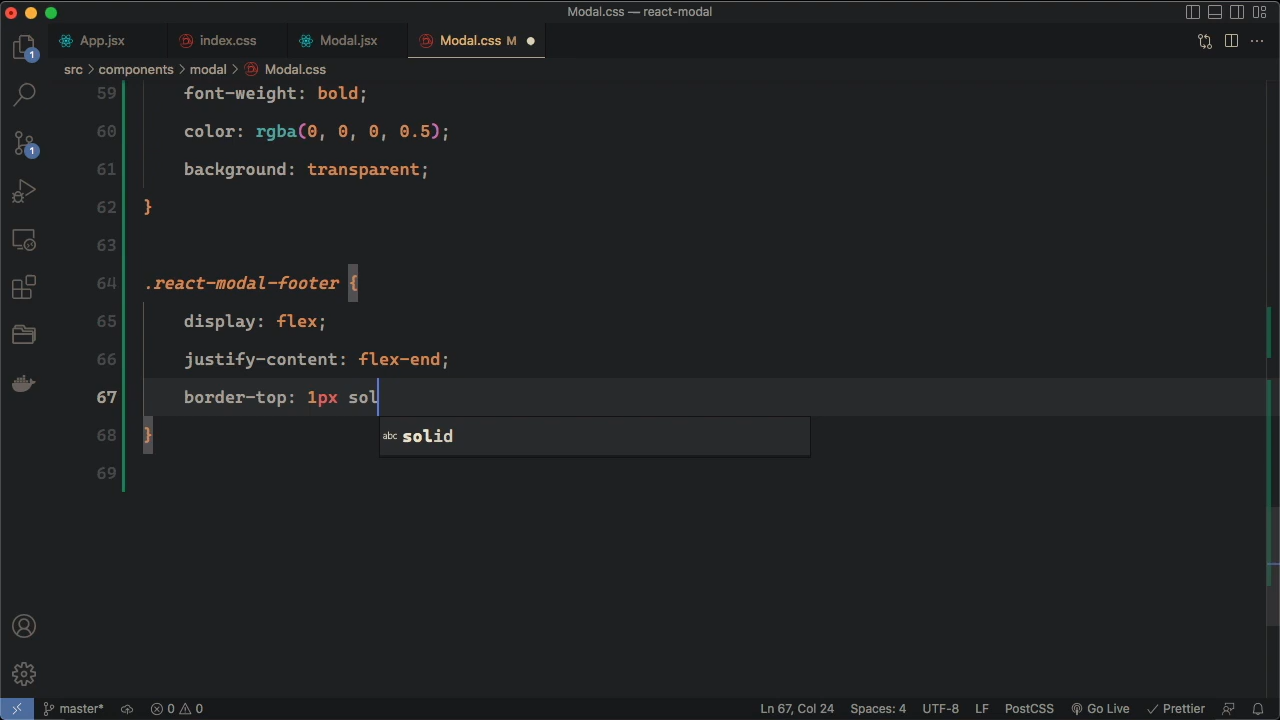 Modal.css — react-modal
App.jsx
index.css
Modal.jsx
Modal.css M
src > components > modal > Modal.css
59 font-weight: bold;
60 color: rgba(0, 0, 0, 0.5);
61 background: transparent;
62 }
63
64 .react-modal-footer {
65 display: flex;
66 justify-content: flex-end;
67 border-top: 1px sol
abc solid
68 }
69
1
1
master* 0 0 Ln 67, Col 24 Spaces: 4 UTF-8 LF PostCSS Go Live Prettier